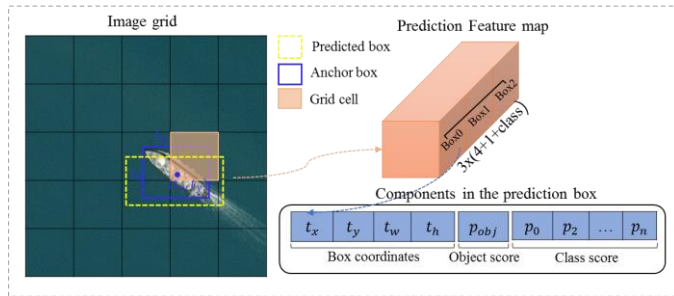 Image grid
Predicted box
Anchor box
Grid cell
Prediction Feature map
Box0 Box1 Box2
3x(4+1+class)
Components in the prediction box
t_x t_y t_w t_h p_obj p_0 p_2 ... p_n
Box coordinates Object score Class score